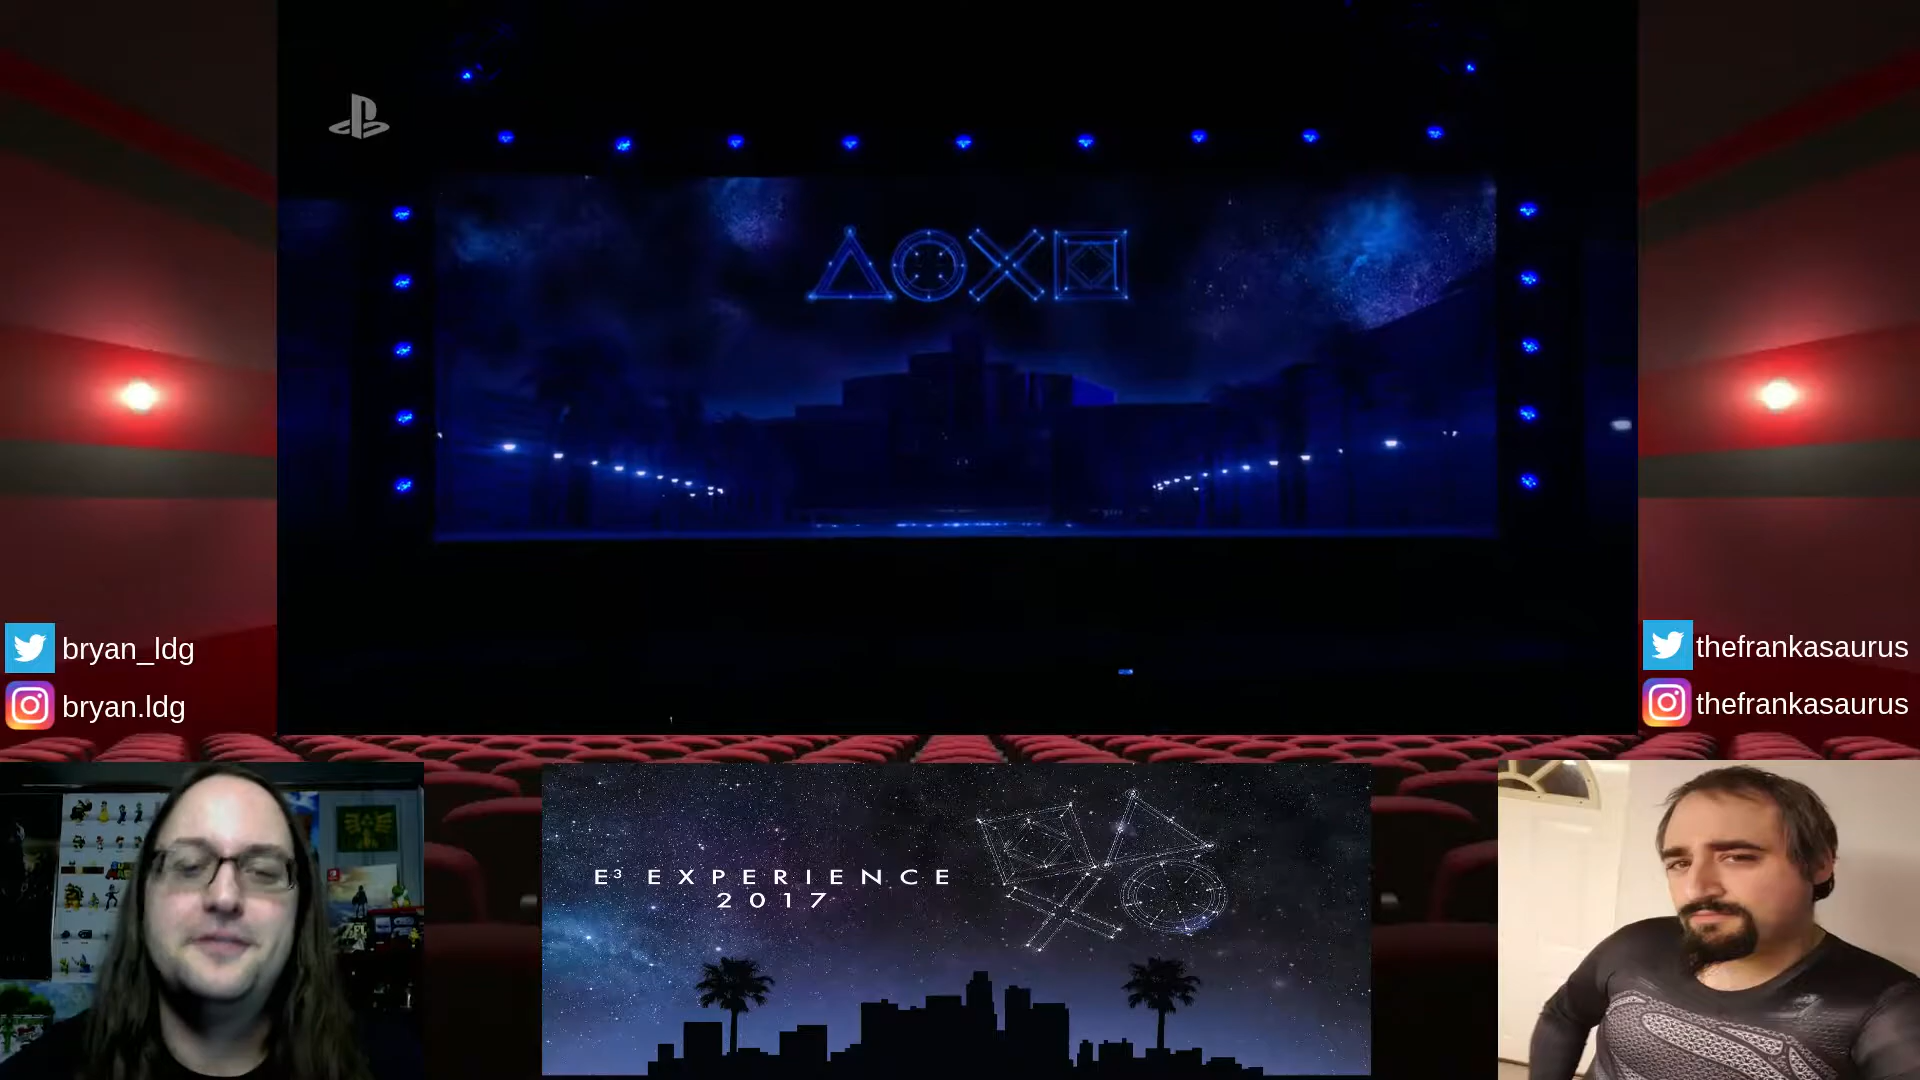 bryan_ldg
bryan.ldg
thefrankasaurus
thefrankasaurus
E³ EXPERIENCE
2017